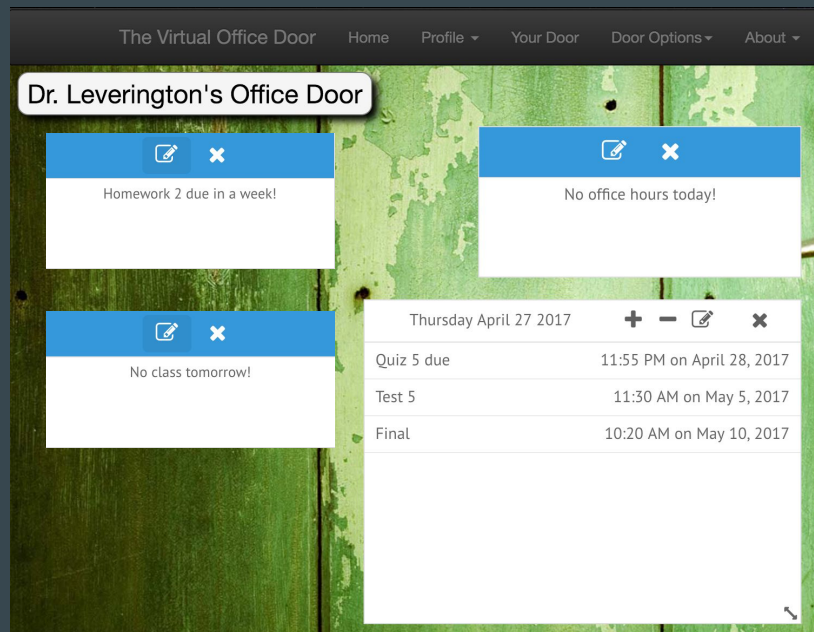 The Virtual Office Door Home Profile Your Door Door Options About
Dr. Leverington's Office Door
Homework 2 due in a week!
No office hours today!
No class tomorrow!
Thursday April 27 2017
Quiz 5 due 11:55 PM on April 28, 2017
Test 5 11:30 AM on May 5, 2017
Final 10:20 AM on May 10, 2017